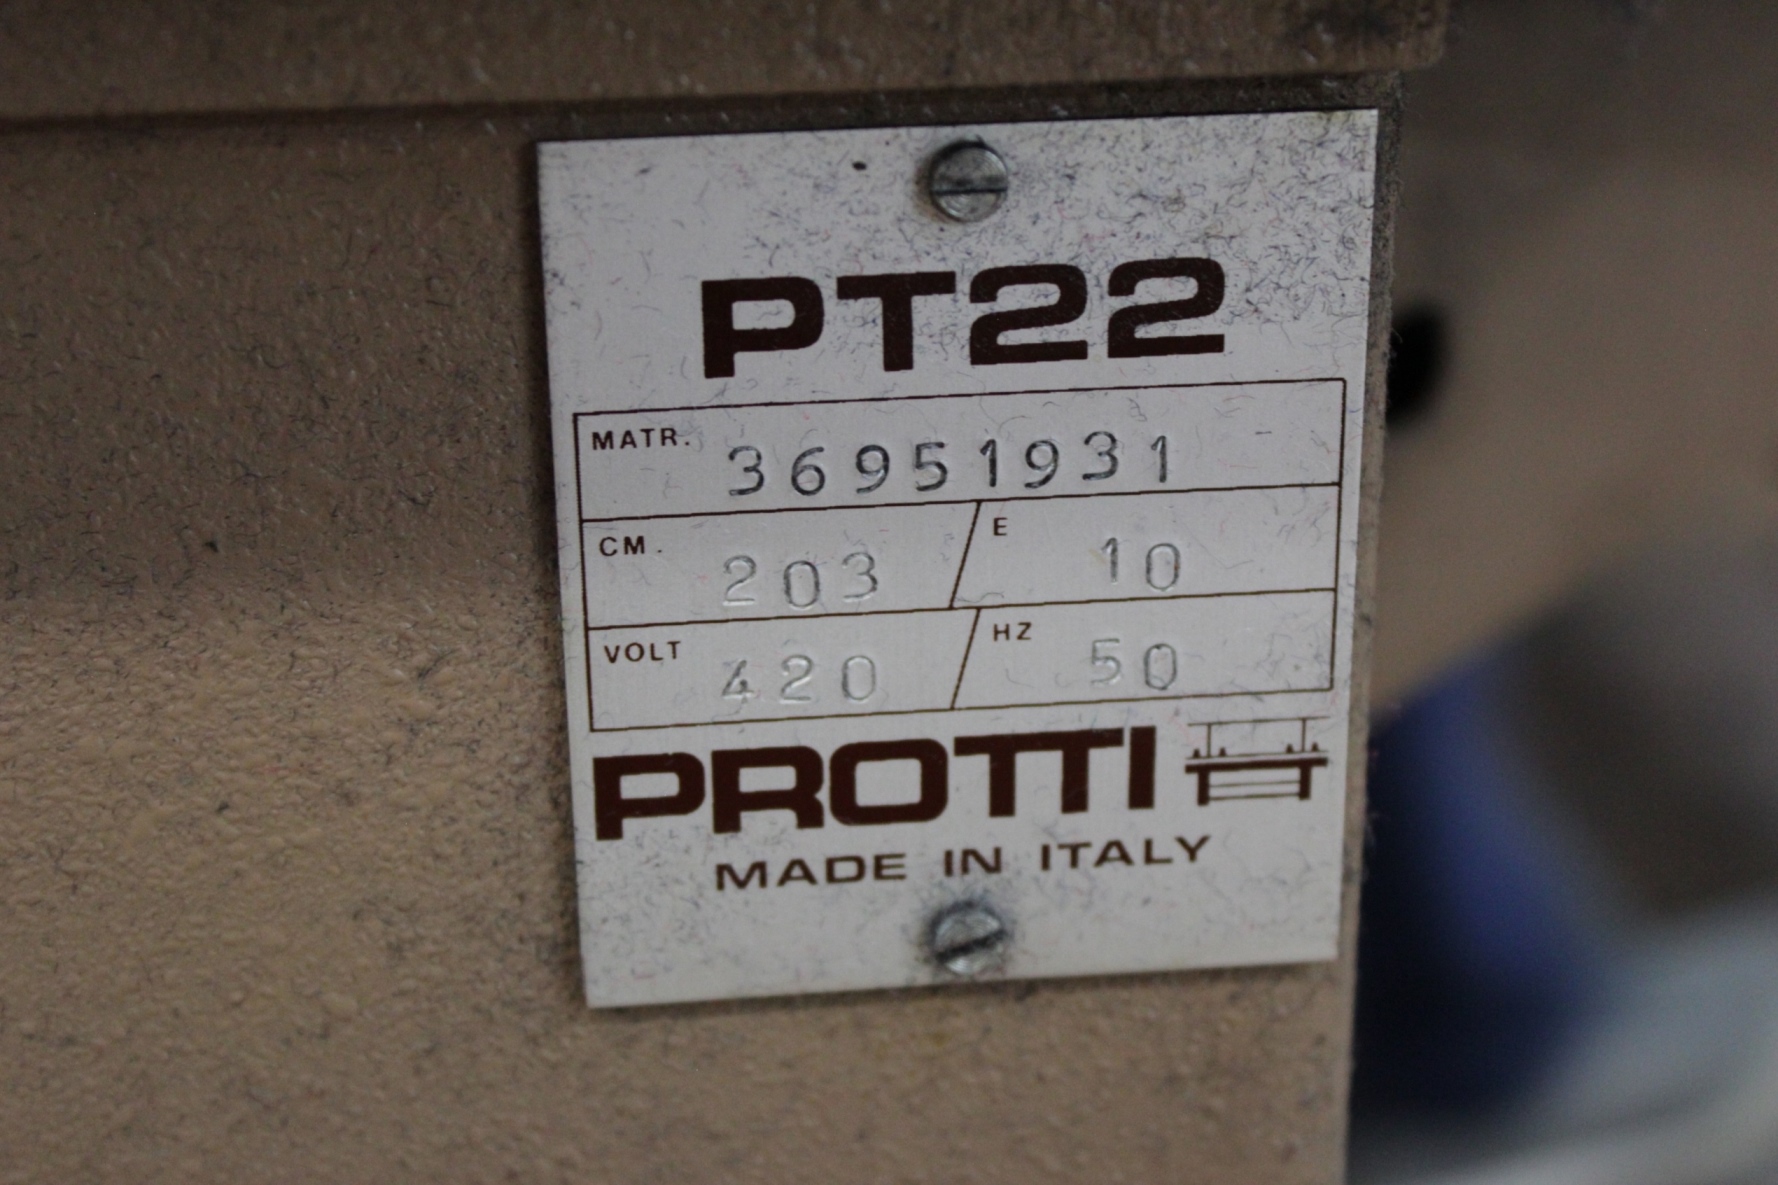 PT22
MATR. 36951931
CM. 203 E 10
VOLT 420 HZ 50
PROTTI
MADE IN ITALY